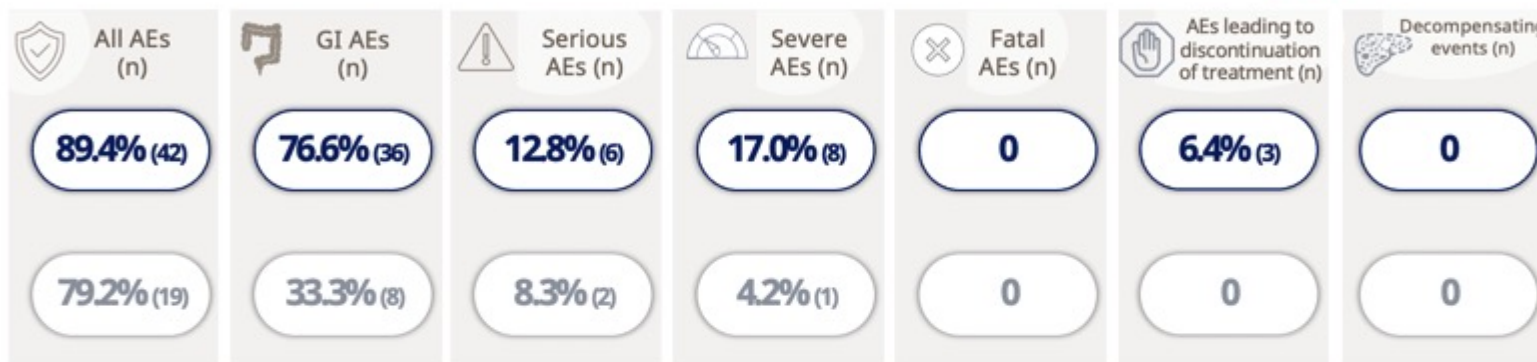 All AEs
(n)
GI AEs
(n)
Serious
AEs (n)
Severe
AEs (n)
Fatal
AEs (n)
AEs leading to
discontinuation
of treatment (n)
Decompensating
events (n)
89.4% (42)
76.6% (36)
12.8% (6)
17.0% (8)
0
6.4% (3)
0
79.2% (19)
33.3% (8)
8.3% (2)
4.2% (1)
0
0
0